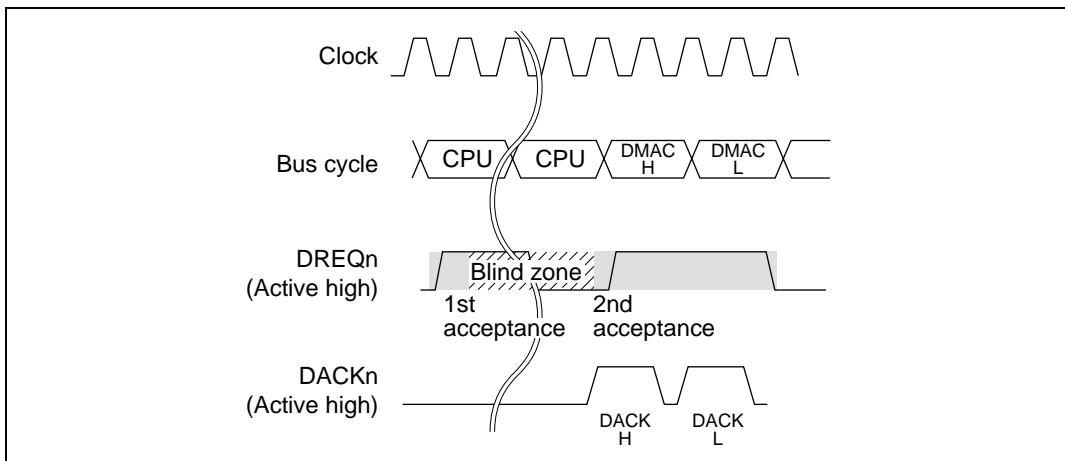 Clock
Bus cycle
CPU
CPU
DMAC
H
DMAC
L
DREQn
(Active high)
Blind zone
1st
acceptance
2nd
acceptance
DACKn
(Active high)
DACK
H
DACK
L